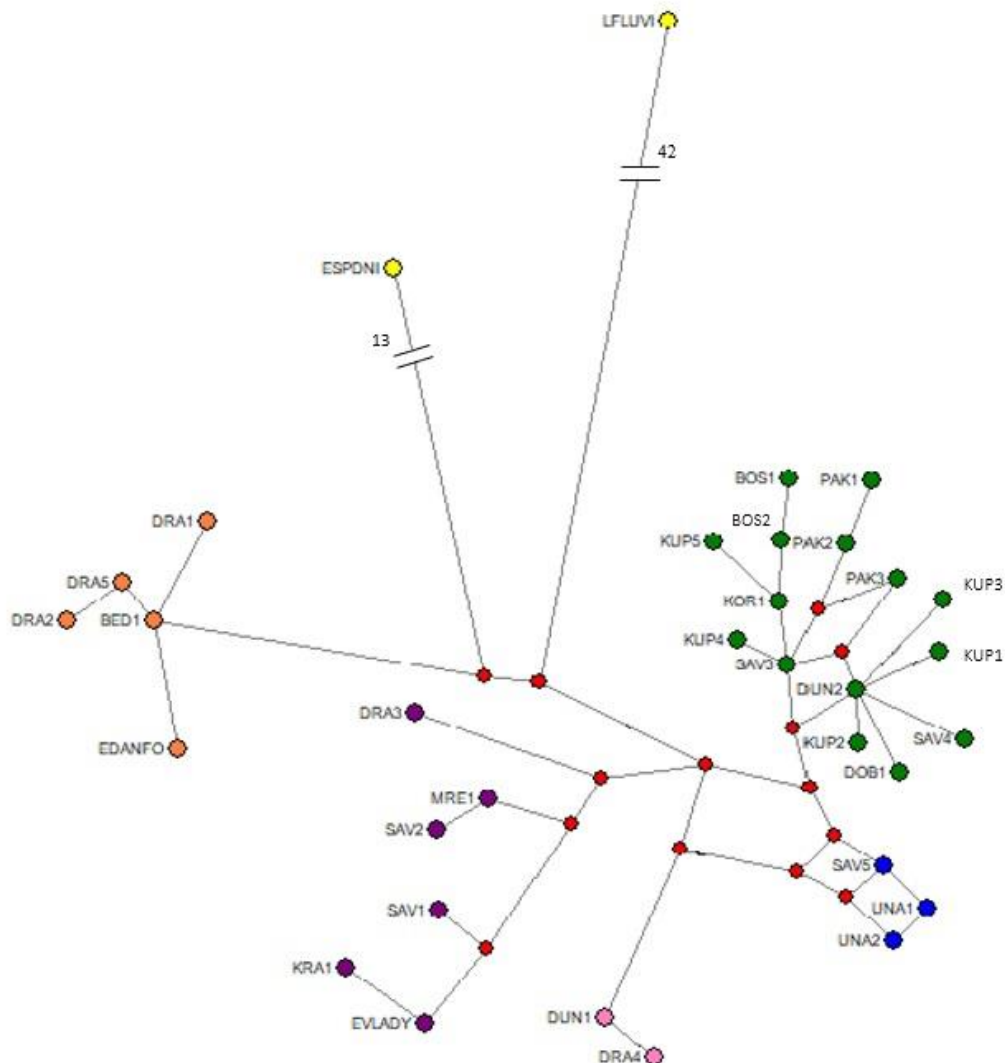 LFLUVI
42
ESPDNI
13
BOS1
PAK1
DRA1
BOS2
KUP5
PAK2
DRA5
PAK3
KUP3
DRA2
BED1
KOR1
KUP4
SAV3
KUP1
DUN2
DRA3
EDANFO
KUP2
SAV4
DOB1
MRE1
SAV2
SAV5
SAV1
UNA1
UNA2
KRA1
EVLADY
DUN1
DRA4